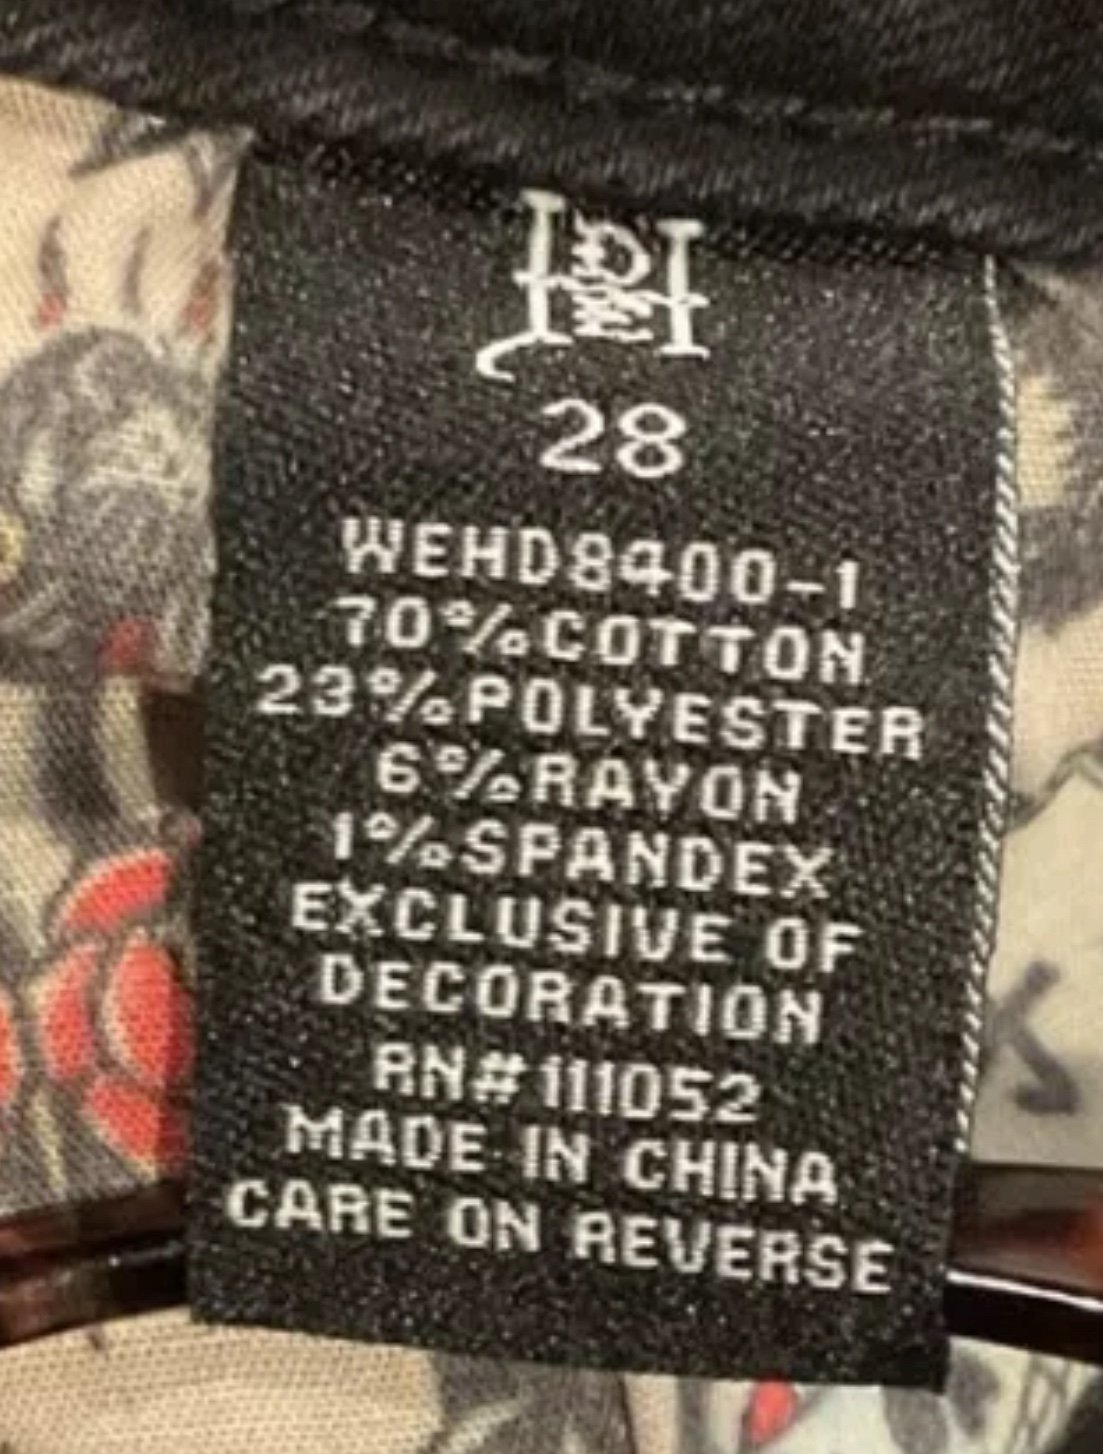 H
28
WEHD8400-1
70%COTTON
23%POLYESTER
6%RAYON
1%SPANDEX
EXCLUSIVE OF
DECORATION
RN#111052
MADE IN CHINA
CARE ON REVERSE